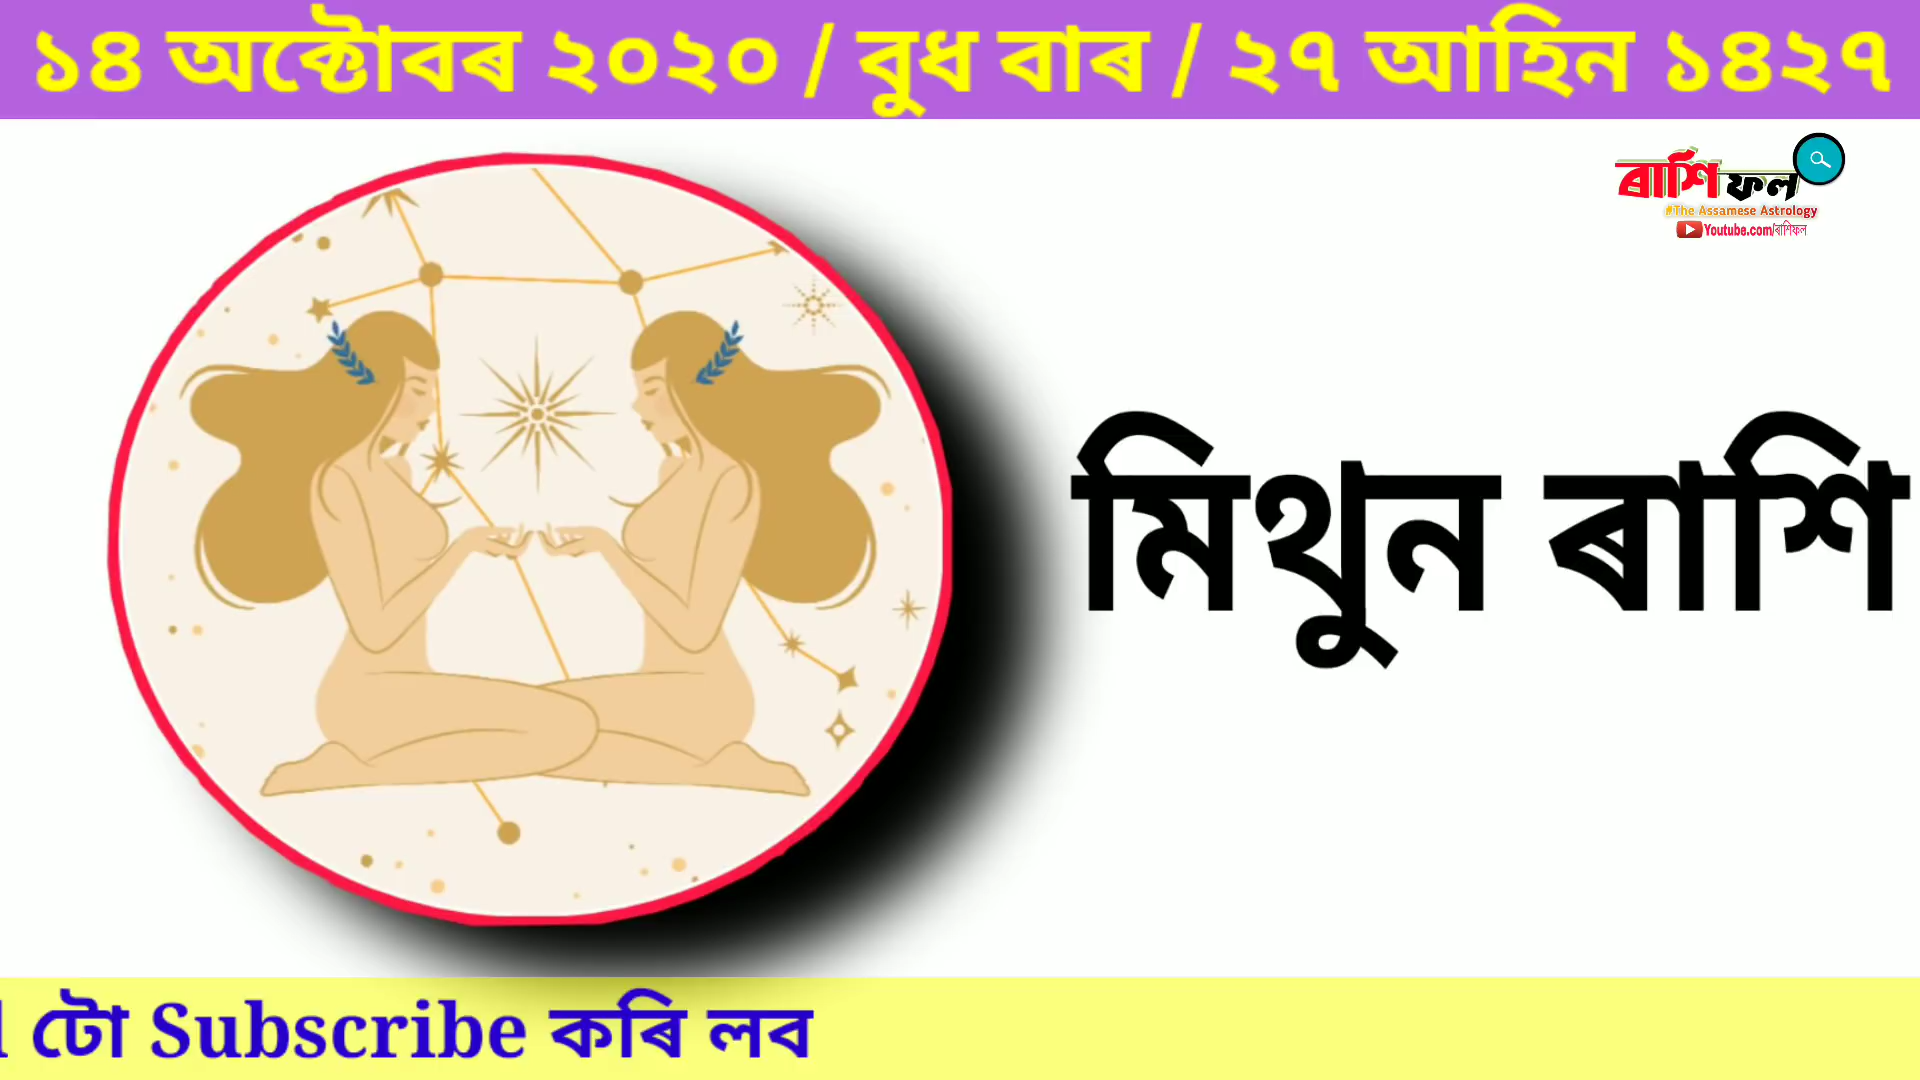 ১৪ অক্টোবৰ ২০২০ / বুধ বাৰ / ২৭ আহিন ১৪২৭
ৰাশি ফল
#The Assamese Astrology
Youtube.com/ৰাশিফল
মিথুন ৰাশি
টো Subscribe কৰি লব